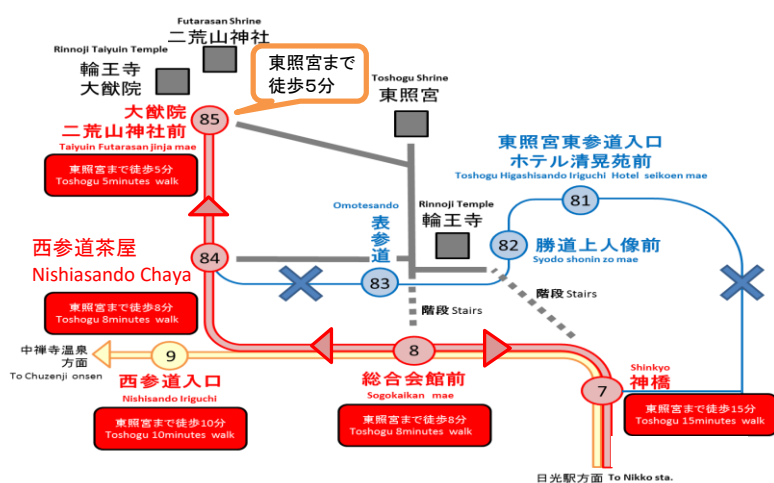 Futarasan Shrine
二荒山神社
Rinnoji Taiyuin Temple
輪王寺
大猷院
東照宮まで
徒歩5分
Toshogu Shrine
東照宮
大猷院
二荒山神社前
Taiyuin Futarasan jinja mae
85
東照宮まで徒歩5分
Toshogu 5minutes walk
東照宮東参道入口
ホテル清晃苑前
Toshogu Higashisando Iriguchi Hotel seikoen mae
81
Omotesando
表参道
83
Rinnoji Temple
輪王寺
82
勝道上人像前
Syodo shonin zo mae
西参道茶屋
Nishiasando Chaya
84
東照宮まで徒歩8分
Toshogu 8minutes walk
階段 Stairs
階段 Stairs
中禅寺温泉
方面
To Chuzenji onsen
9
西参道入口
Nishisando Iriguchi
東照宮まで徒歩10分
Toshogu 10minutes walk
8
総合会館前
Sogokaikan mae
東照宮まで徒歩8分
Toshogu 8minutes walk
7
Shinkyo
神橋
東照宮まで徒歩15分
Toshogu 15minutes walk
日光駅方面 To Nikko sta.